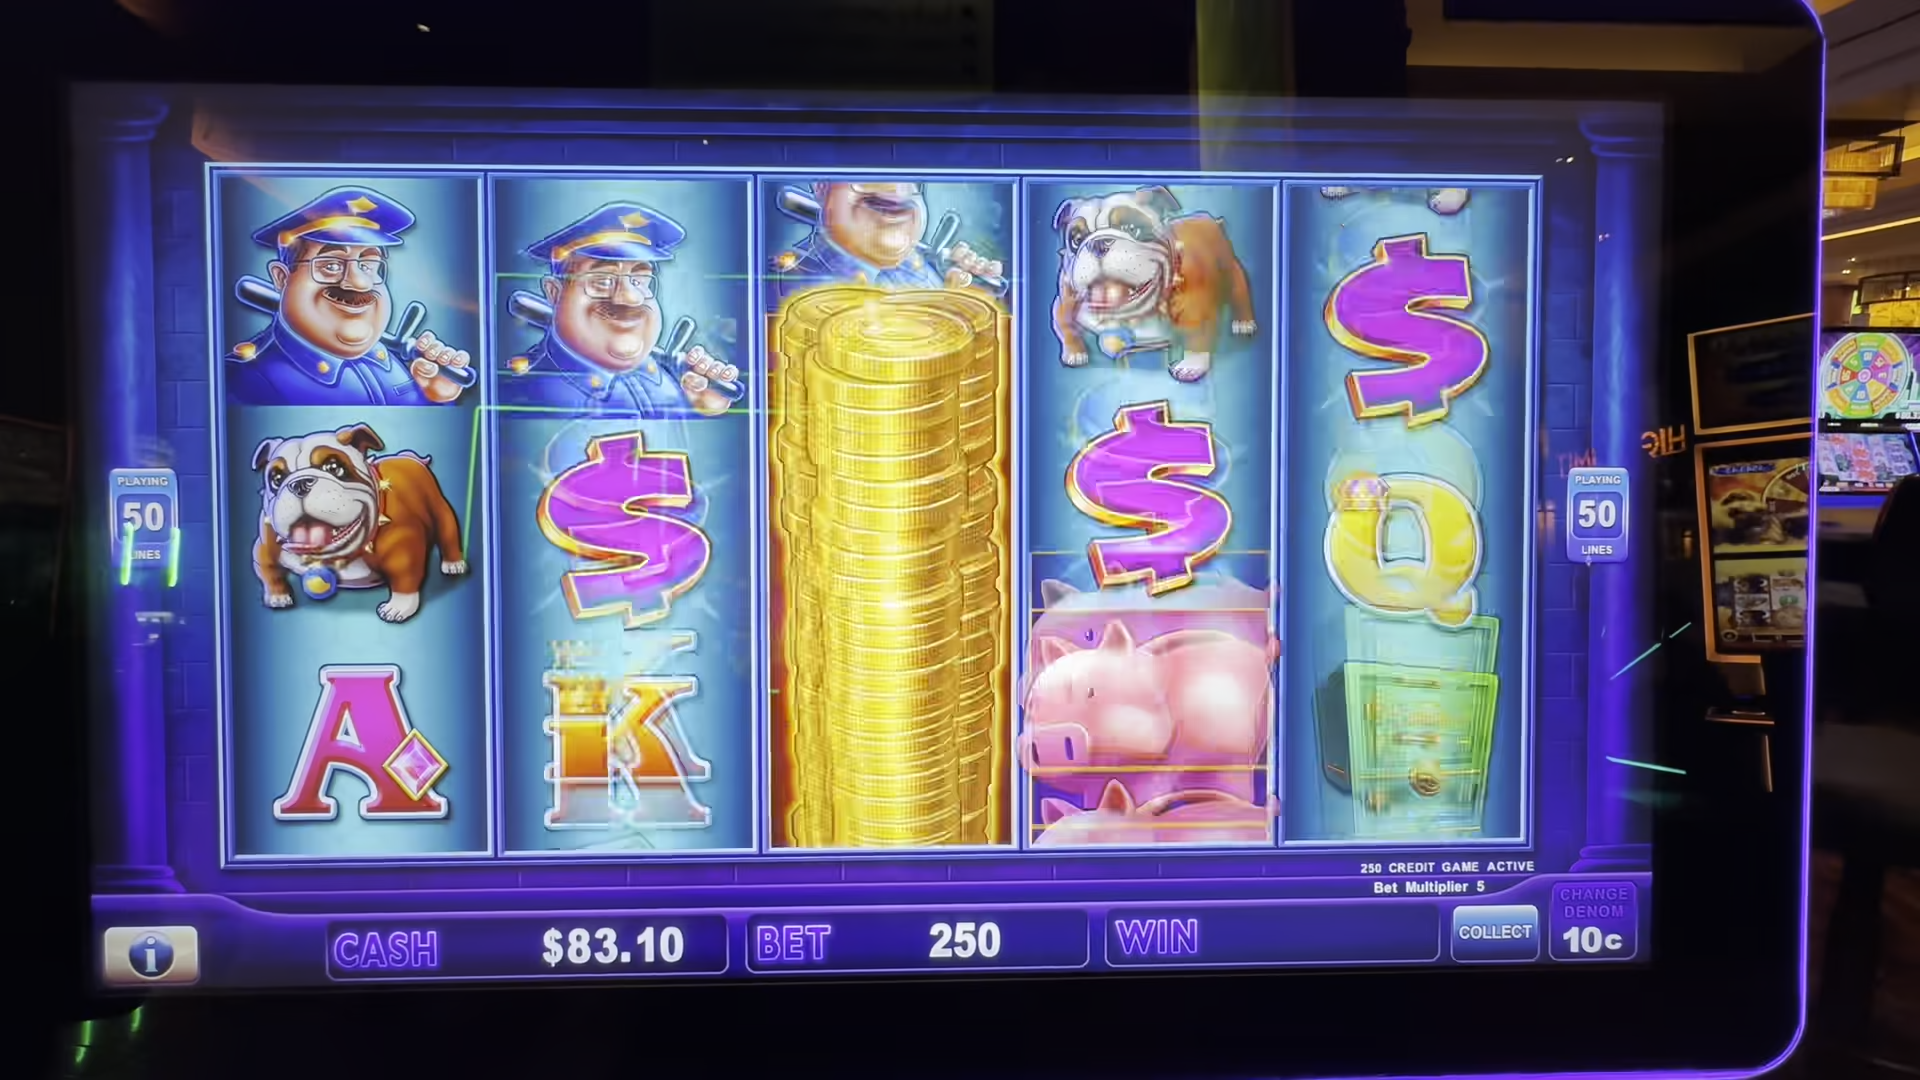 $
$
$
A
K
Q
PLAYING
50
LINES
PLAYING
50
LINES
250 CREDIT GAME ACTIVE
Bet Multiplier 5
CASH $83.10
BET 250
WIN
COLLECT
CHANGE
DENOM
10c
i